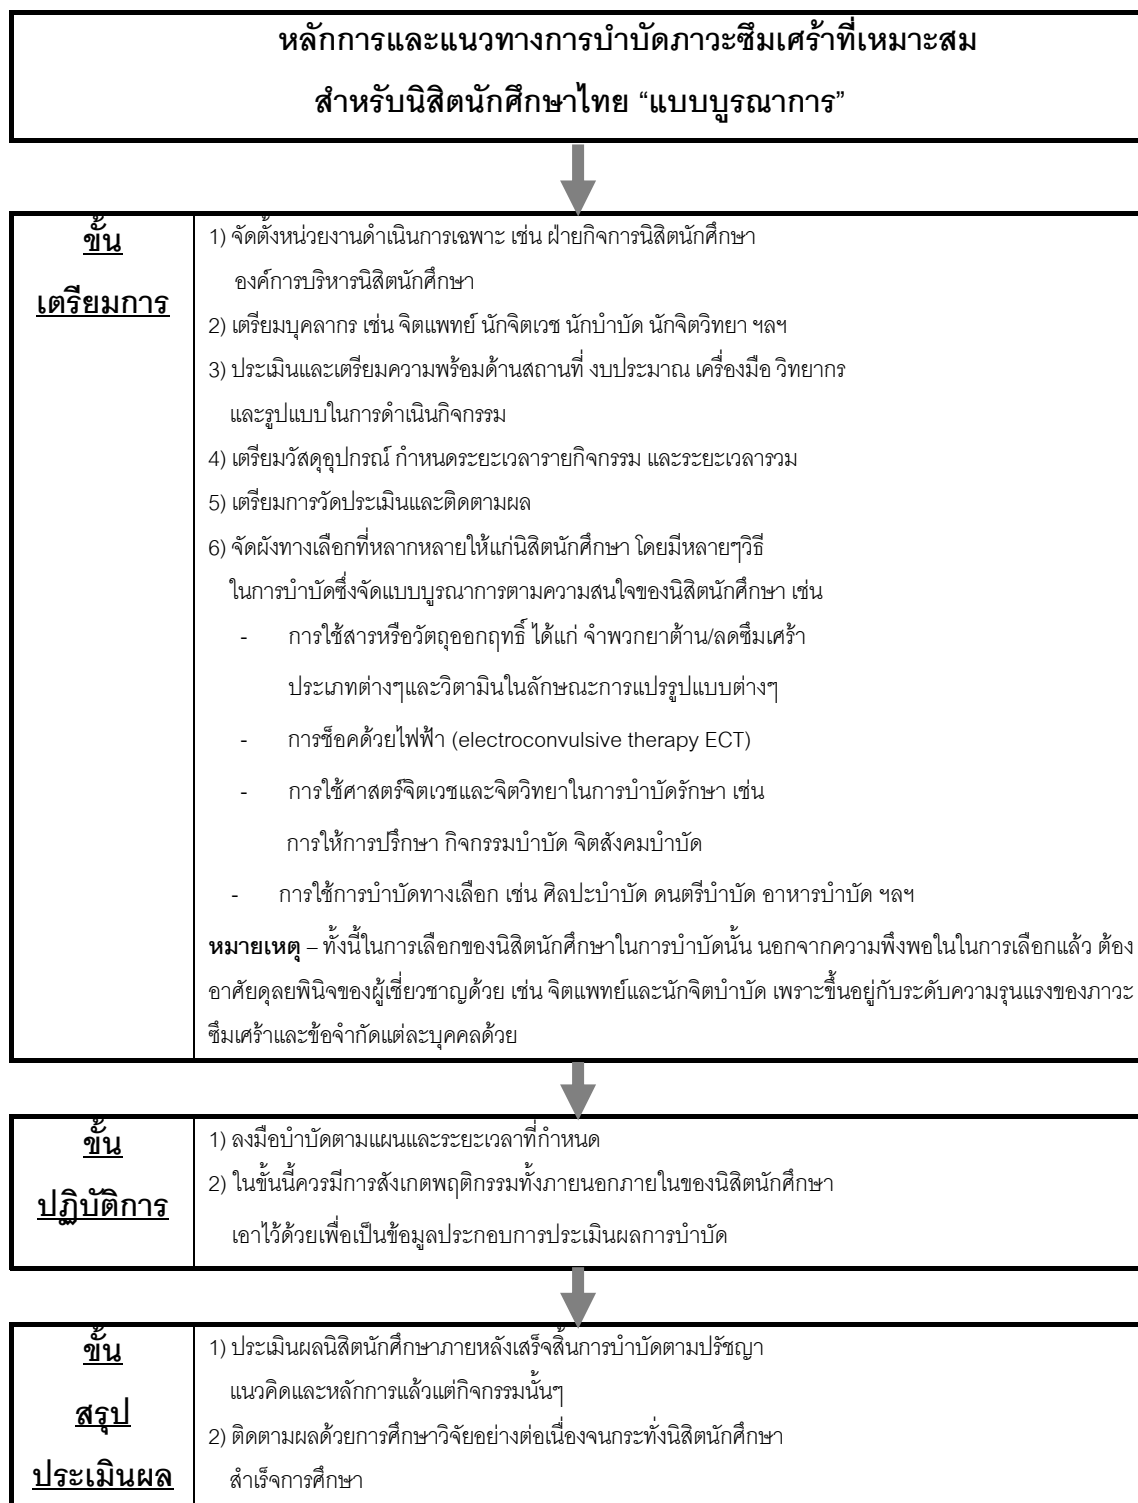 หลักการและแนวทางการบำบัดภาวะซึมเศร้าที่เหมาะสม
สำหรับนิสิตนักศึกษาไทย “แบบบูรณาการ”
ขั้น
เตรียมการ
1) จัดตั้งหน่วยงานดำเนินการเฉพาะ เช่น ฝ่ายกิจการนิสิตนักศึกษา
องค์การบริหารนิสิตนักศึกษา
2) เตรียมบุคลากร เช่น จิตแพทย์ นักจิตเวช นักบำบัด นักจิตวิทยา ฯลฯ
3) ประเมินและเตรียมความพร้อมด้านสถานที่ งบประมาณ เครื่องมือ วิทยากร
และรูปแบบในการดำเนินกิจกรรม
4) เตรียมวัสดุอุปกรณ์ กำหนดระยะเวลารายกิจกรรม และระยะเวลารวม
5) เตรียมการวัดประเมินและติดตามผล
6) จัดผังทางเลือกที่หลากหลายให้แก่นิสิตนักศึกษา โดยมีหลายๆวิธี
ในการบำบัดซึ่งจัดแบบบูรณาการตามความสนใจของนิสิตนักศึกษา เช่น
- การใช้สารหรือวัตถุออกฤทธิ์ ได้แก่ จำพวกยาต้าน/ลดซึมเศร้า
ประเภทต่างๆและวิตามินในลักษณะการแปรรูปแบบต่างๆ
- การช็อคด้วยไฟฟ้า (electroconvulsive therapy ECT)
- การใช้ศาสตร์จิตเวชและจิตวิทยาในการบำบัดรักษา เช่น
การให้การปรึกษา กิจกรรมบำบัด จิตสังคมบำบัด
- การใช้การบำบัดทางเลือก เช่น ศิลปะบำบัด ดนตรีบำบัด อาหารบำบัด ฯลฯ
หมายเหตุ – ทั้งนี้ในการเลือกของนิสิตนักศึกษาในการบำบัดนั้น นอกจากความพึงพอในในการเลือกแล้ว ต้อง
อาศัยดุลยพินิจของผู้เชี่ยวชาญด้วย เช่น จิตแพทย์และนักจิตบำบัด เพราะขึ้นอยู่กับระดับความรุนแรงของภาวะ
ซึมเศร้าและข้อจำกัดแต่ละบุคคลด้วย
ขั้น
ปฏิบัติการ
1) ลงมือบำบัดตามแผนและระยะเวลาที่กำหนด
2) ในขั้นนี้ควรมีการสังเกตพฤติกรรมทั้งภายนอกภายในของนิสิตนักศึกษา
เอาไว้ด้วยเพื่อเป็นข้อมูลประกอบการประเมินผลการบำบัด
ขั้น
สรุป
ประเมินผล
1) ประเมินผลนิสิตนักศึกษาภายหลังเสร็จสิ้นการบำบัดตามปรัชญา
แนวคิดและหลักการแล้วแต่กิจกรรมนั้นๆ
2) ติดตามผลด้วยการศึกษาวิจัยอย่างต่อเนื่องจนกระทั่งนิสิตนักศึกษา
สำเร็จการศึกษา